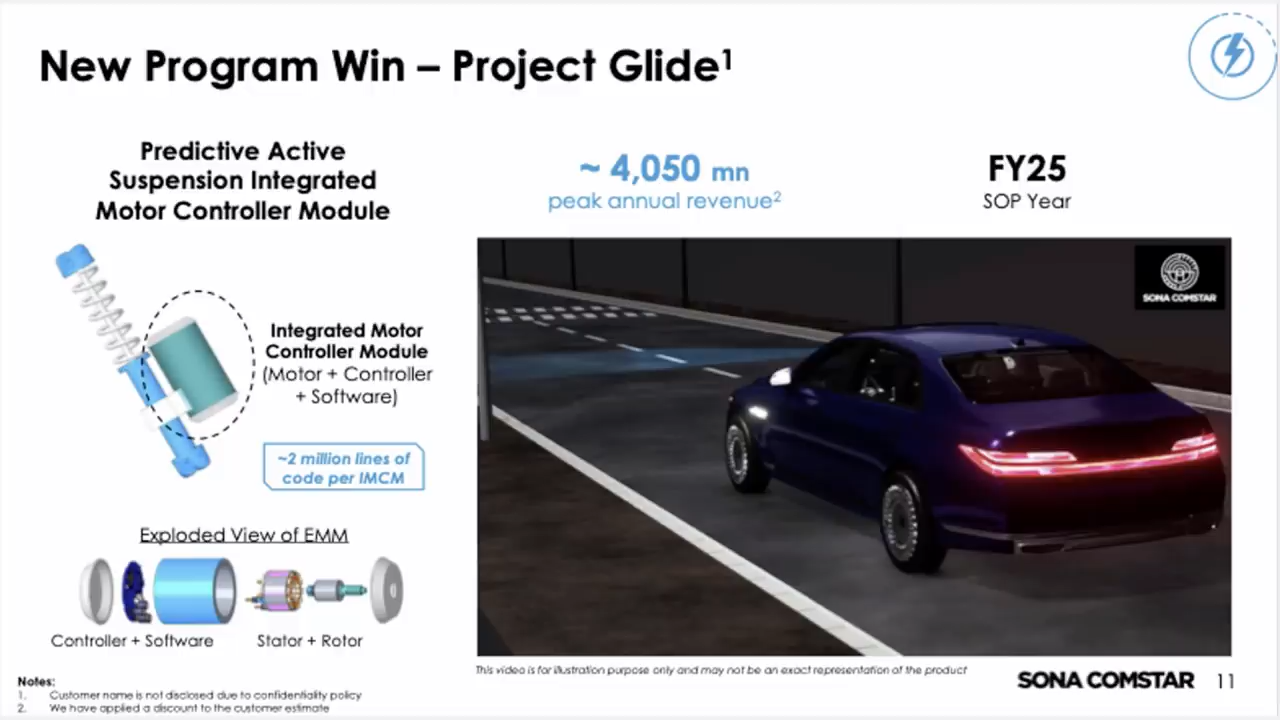 New Program Win – Project Glide¹
Predictive Active
Suspension Integrated
Motor Controller Module
~ 4,050 mn
peak annual revenue²
FY25
SOP Year
SONA COMSTAR
Integrated Motor
Controller Module
(Motor + Controller
+ Software)
~2 million lines of
code per IMCM
Exploded View of EMM
Controller + Software
Stator + Rotor
This video is for illustration purpose only and may not be an exact representation of the product
Notes:
1. Customer name is not disclosed due to confidentiality policy
2. We have applied a discount to the customer estimate
SONA COMSTAR
11